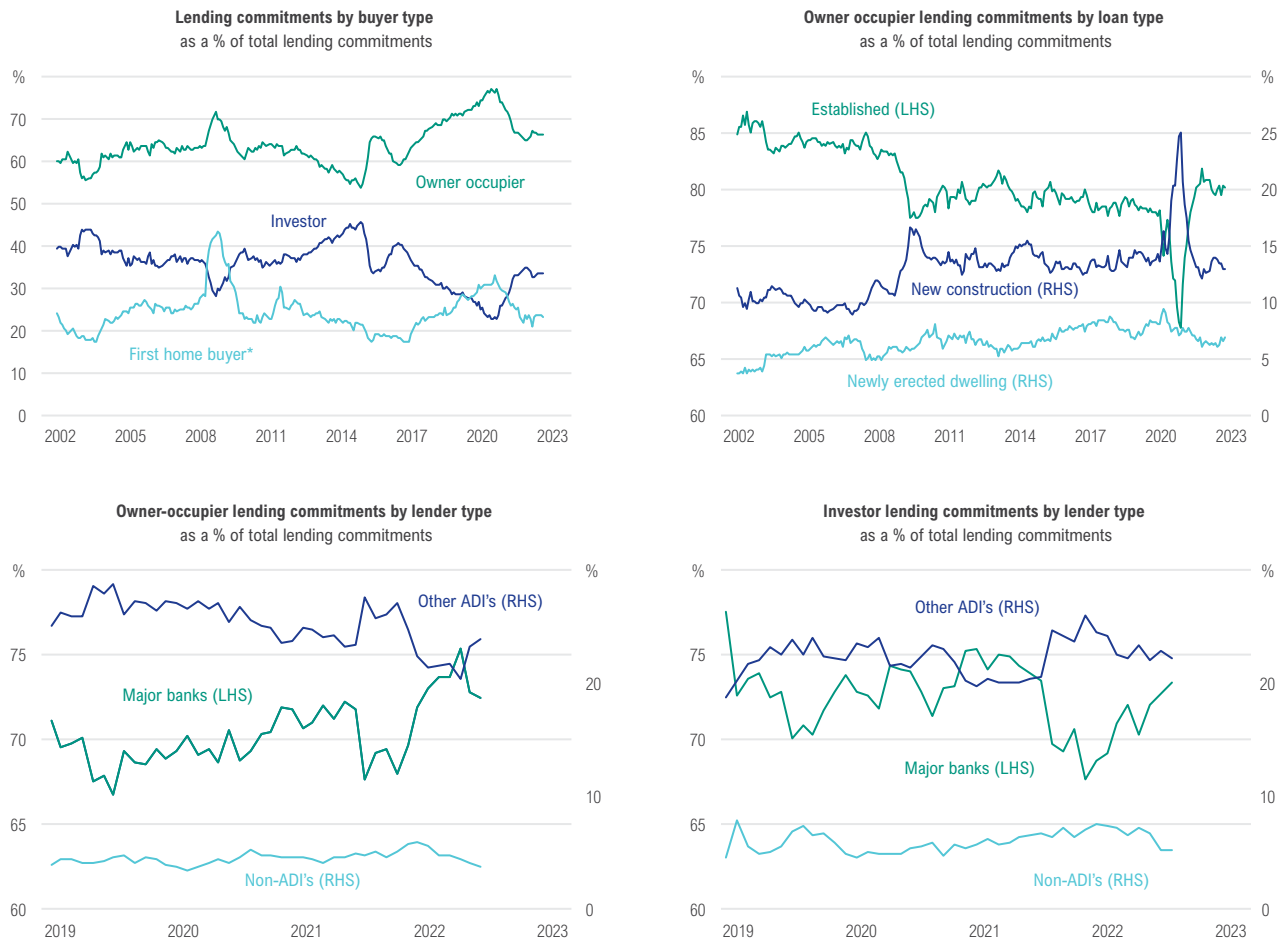 Lending commitments by buyer type
as a % of total lending commitments
%
70
60
50
40
30
20
10
0
Owner occupier
Investor
First home buyer*
2002 2005 2008 2011 2014 2017 2020 2023
Owner occupier lending commitments by loan type
as a % of total lending commitments
% %
85 25
80 20
75 15
70 10
65 5
60 0
Established (LHS)
New construction (RHS)
Newly erected dwelling (RHS)
2002 2005 2008 2011 2014 2017 2020 2023
Owner-occupier lending commitments by lender type
as a % of total lending commitments
% %
75
20
70
10
65
60 0
Other ADI's (RHS)
Major banks (LHS)
Non-ADI's (RHS)
2019 2020 2021 2022 2023
Investor lending commitments by lender type
as a % of total lending commitments
% %
75
20
70
10
65
60 0
Other ADI's (RHS)
Major banks (LHS)
Non-ADI's (RHS)
2019 2020 2021 2022 2023